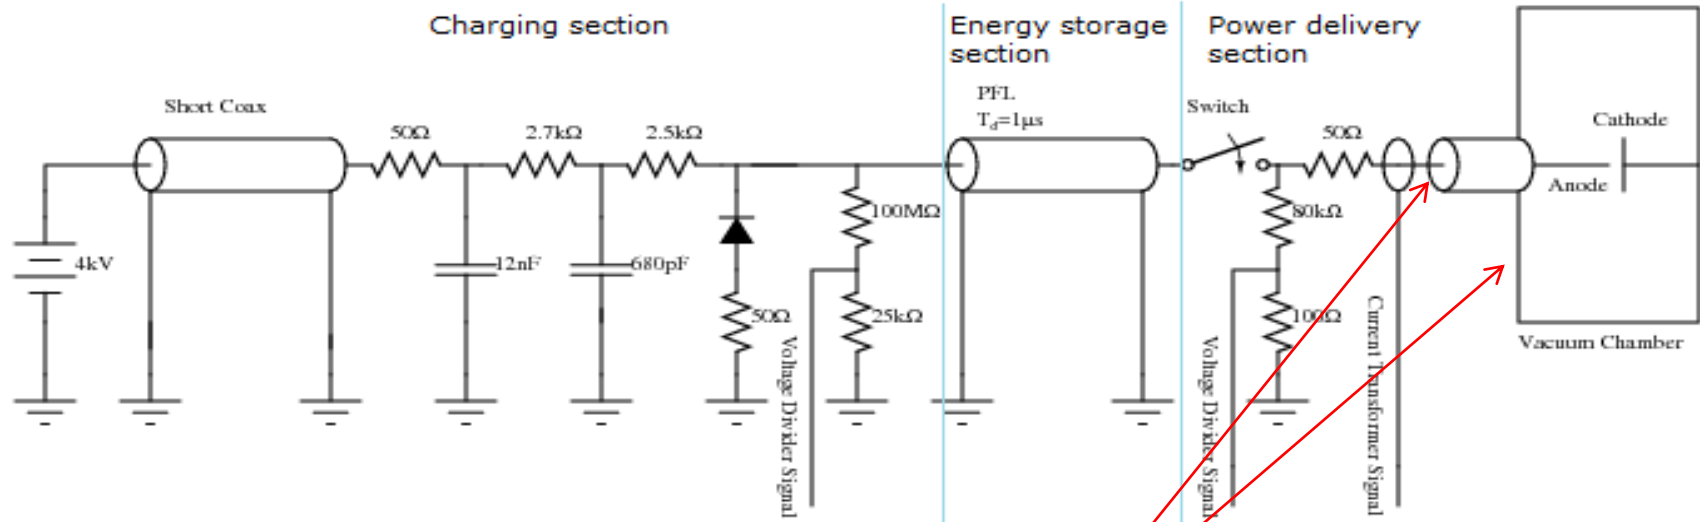 Charging section
Energy storage
section
Power delivery
section
Short Coax
PFL
T_d=1μs
Switch
50Ω
2.7kΩ
2.5kΩ
50Ω
Cathode
Anode
100MΩ
80kΩ
4kV
12nF
680pF
50Ω
25kΩ
100Ω
Vacuum Chamber
Voltage Divider Signal
Voltage Divider Signal
Current Transformer Signal